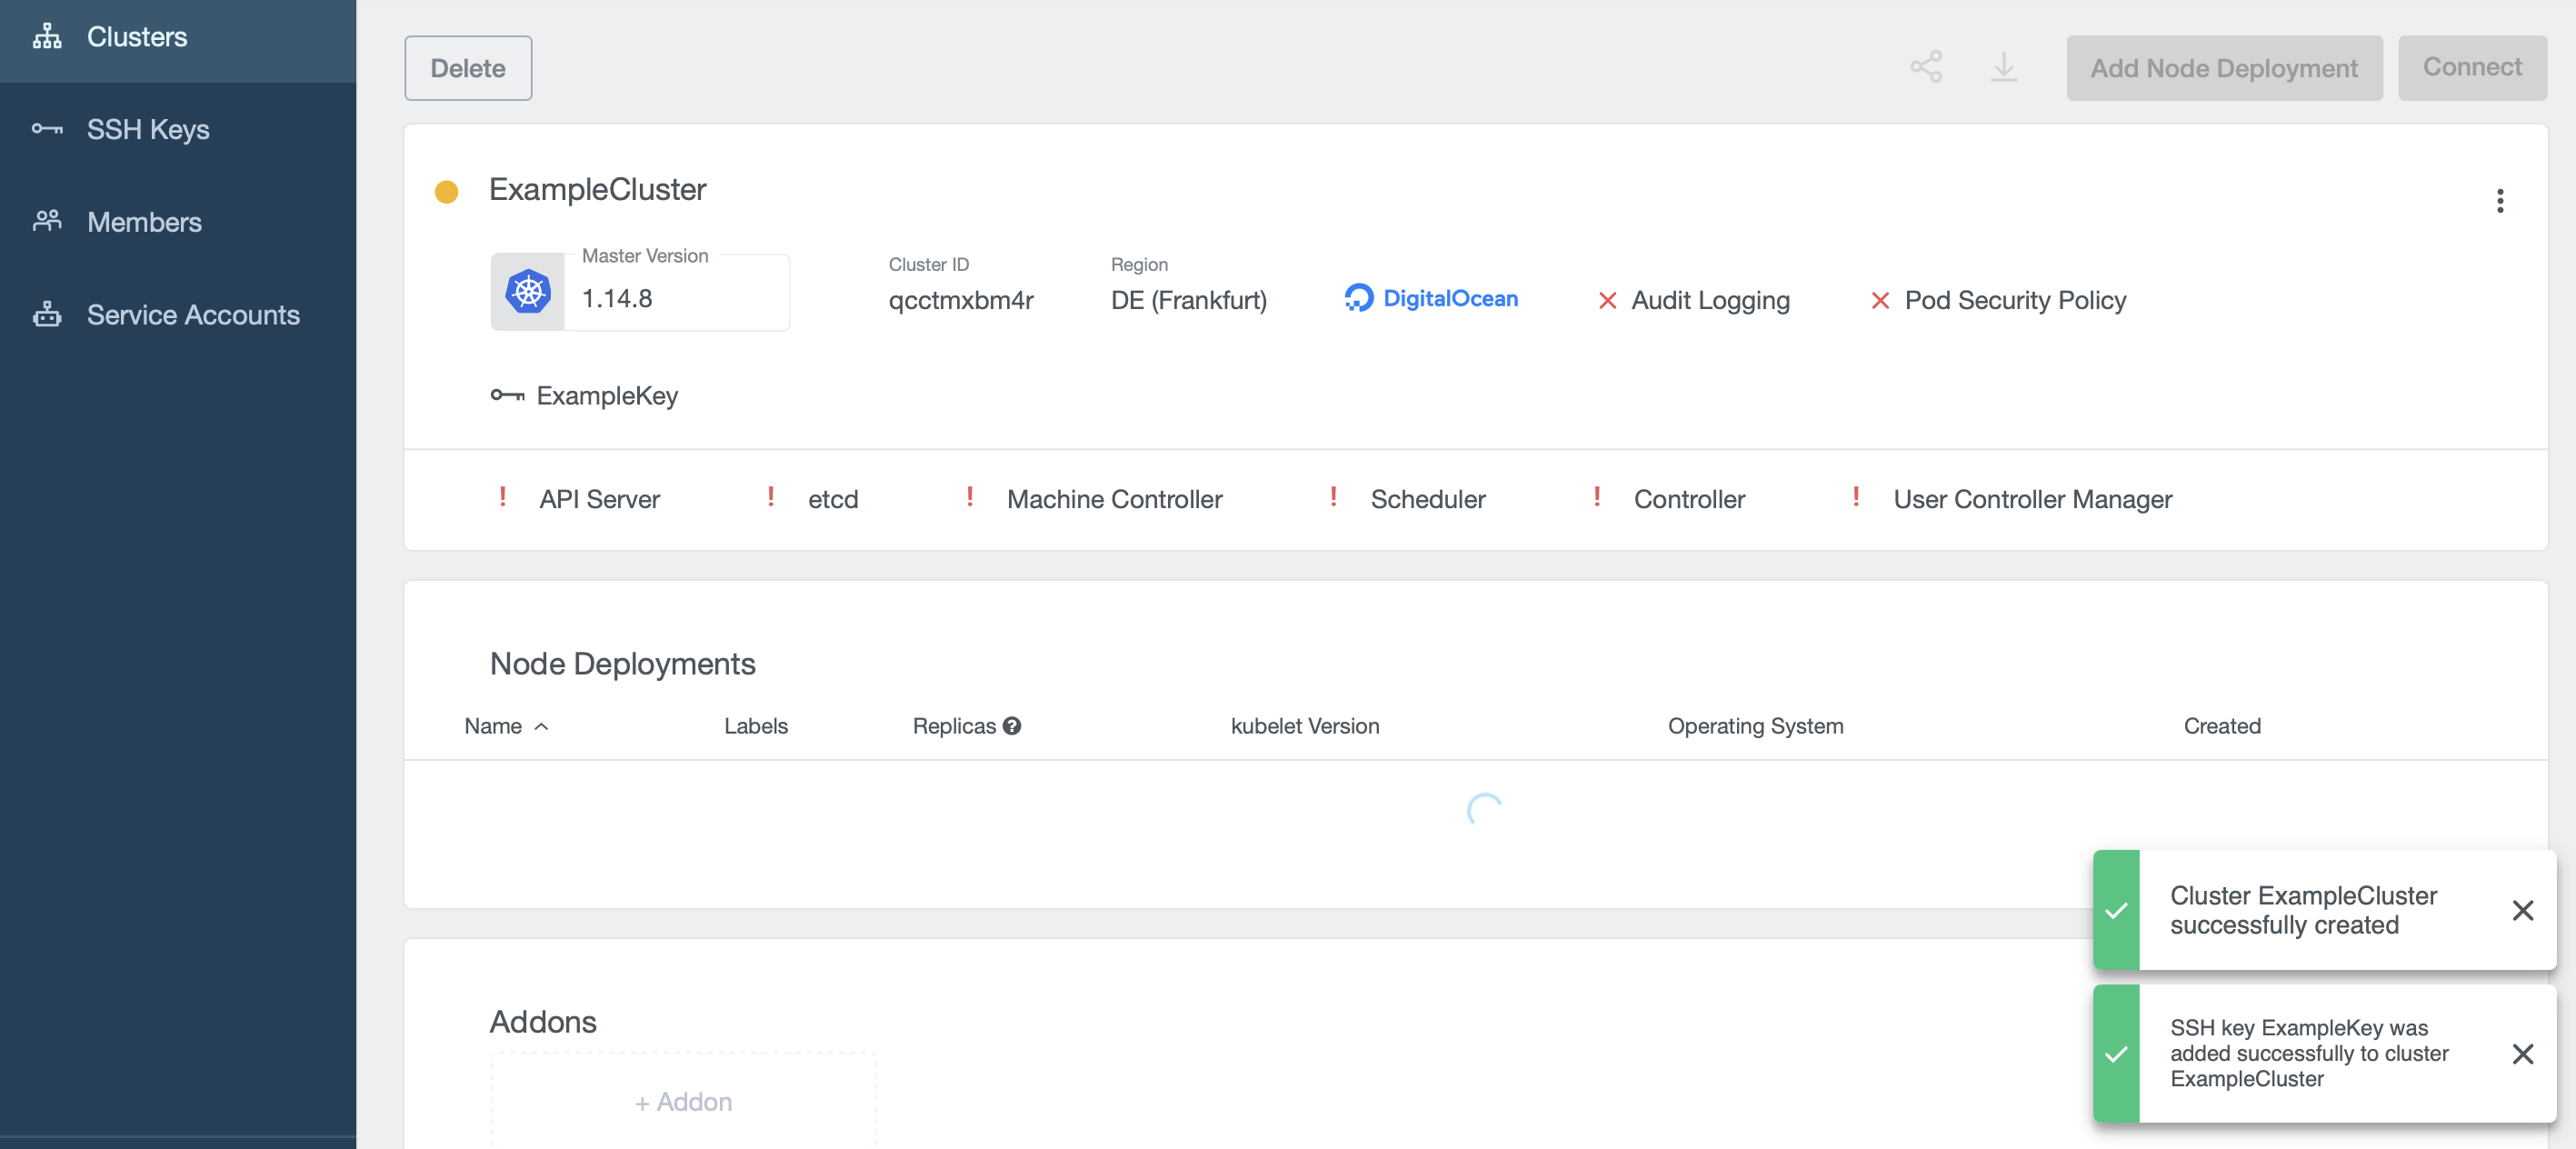 Clusters
SSH Keys
Members
Service Accounts
Delete
Add Node Deployment
Connect
ExampleCluster
Master Version
1.14.8
Cluster ID
qcctmxbm4r
Region
DE (Frankfurt)
DigitalOcean
Audit Logging
Pod Security Policy
ExampleKey
! API Server
! etcd
! Machine Controller
! Scheduler
! Controller
! User Controller Manager
Node Deployments
Name
Labels
Replicas ?
kubelet Version
Operating System
Created
Addons
+ Addon
Cluster ExampleCluster
successfully created
SSH key ExampleKey was
added successfully to cluster
ExampleCluster